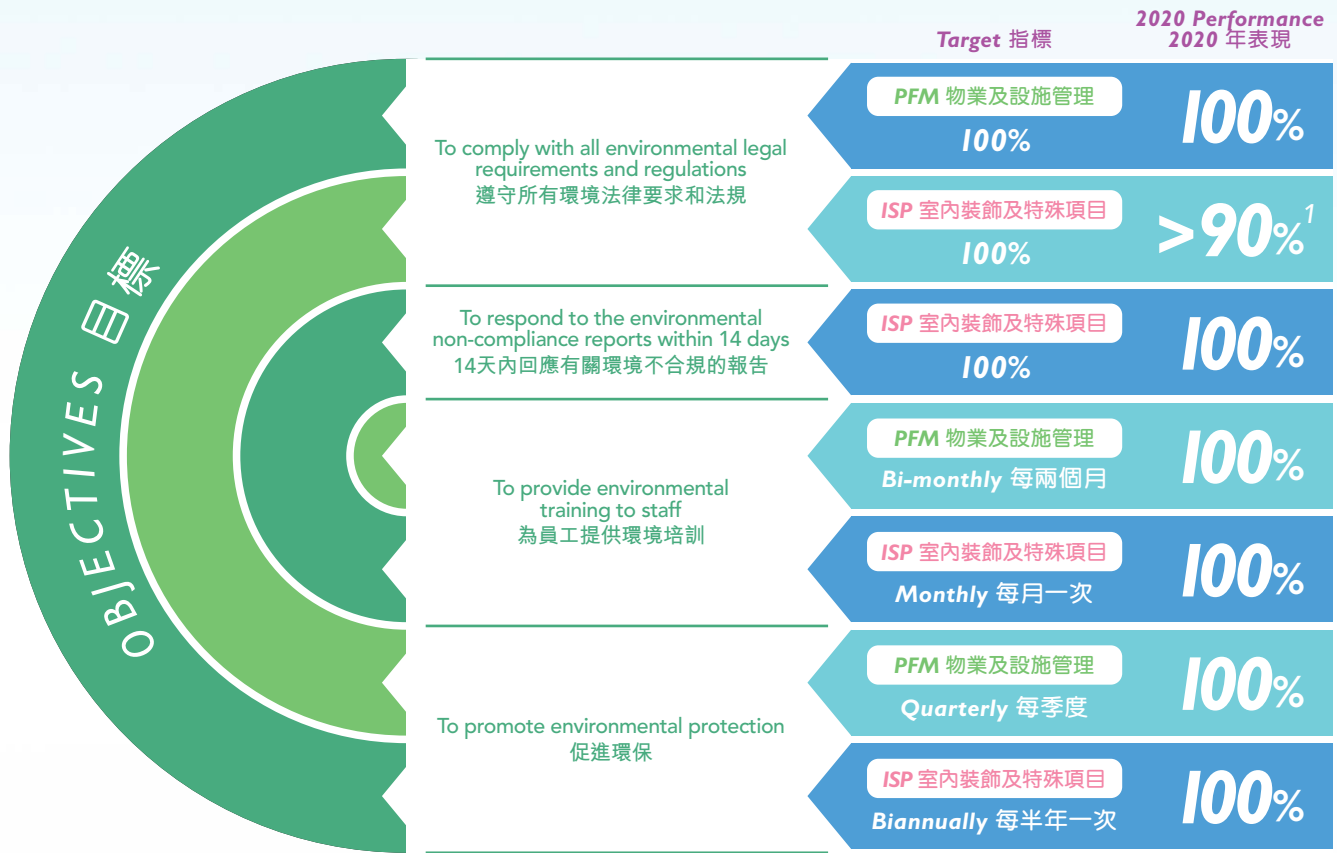 2020 Performance
Target 指標
2020 年表現
OBJECTIVES 目標
To comply with all environmental legal
requirements and regulations
遵守所有環境法律要求和法規
PFM 物業及設施管理
100%
100%
ISP 室內裝飾及特殊項目
100%
>90%1
To respond to the environmental
non-compliance reports within 14 days
14天內回應有關環境不合規的報告
ISP 室內裝飾及特殊項目
100%
100%
To provide environmental
training to staff
為員工提供環境培訓
PFM 物業及設施管理
Bi-monthly 每兩個月
100%
ISP 室內裝飾及特殊項目
Monthly 每月一次
100%
To promote environmental protection
促進環保
PFM 物業及設施管理
Quarterly 每季度
100%
ISP 室內裝飾及特殊項目
Biannually 每半年一次
100%